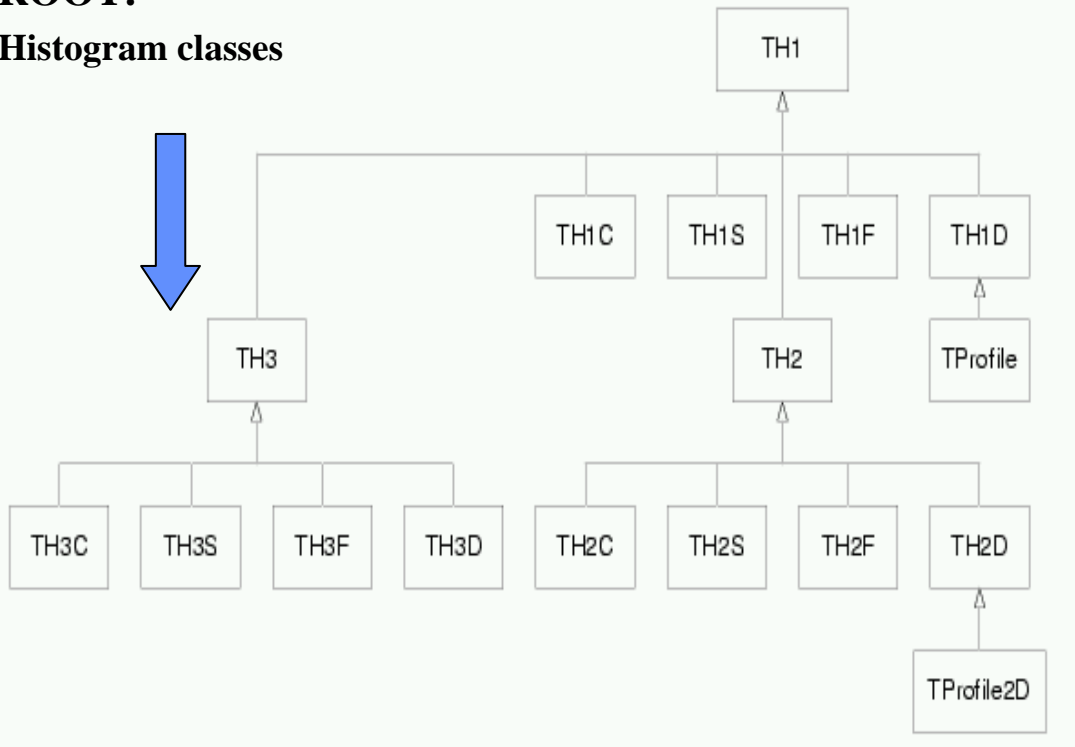 ROOT:
Histogram classes
TH1
TH1C TH1S TH1F TH1D
TH3 TH2 TProfile
TH3C TH3S TH3F TH3D TH2C TH2S TH2F TH2D
TProfile2D